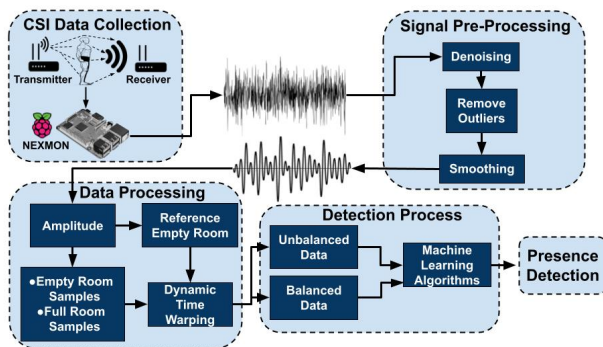 CSI Data Collection
Transmitter
Receiver
NEXMON
Signal Pre-Processing
Denoising
Remove
Outliers
Smoothing
Data Processing
Amplitude
Reference
Empty Room
●Empty Room
Samples
●Full Room
Samples
Dynamic
Time
Warping
Detection Process
Unbalanced
Data
Balanced
Data
Machine
Learning
Algorithms
Presence
Detection